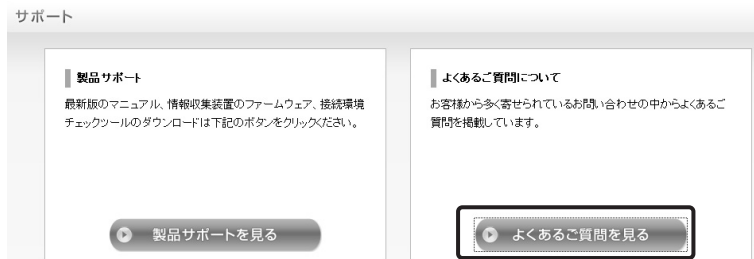 サポート
製品サポート
最新版のマニュアル、情報収集装置のファームウェア、接続環境
チェックツールのダウンロードは下記のボタンをクリックください。
製品サポートを見る
よくあるご質問について
お客様から多く寄せられているお問い合わせの中からよくあるご
質問を掲載しています。
よくあるご質問を見る